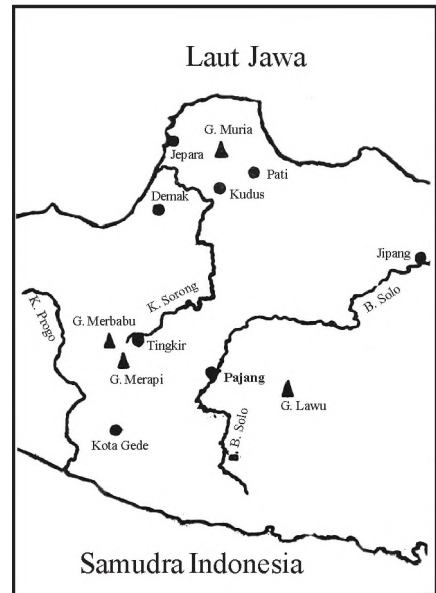 Laut Jawa
G. Muria
Jepara
Pati
Kudus
Demak
Jipang
B. Solo
K. Sorong
K. Progo
G. Merbabu
Tingkir
G. Merapi
Pajang
G. Lawu
B. Solo
Kota Gede
Samudra Indonesia